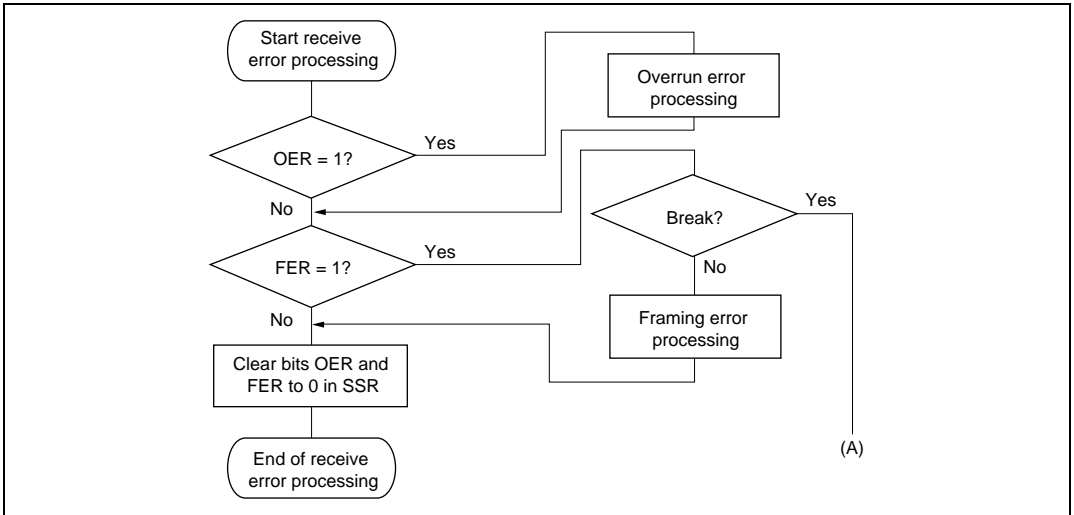 Start receive
error processing
OER = 1?
Yes
Overrun error
processing
No
FER = 1?
Yes
Break?
Yes
No
Framing error
processing
No
Clear bits OER and
FER to 0 in SSR
End of receive
error processing
(A)